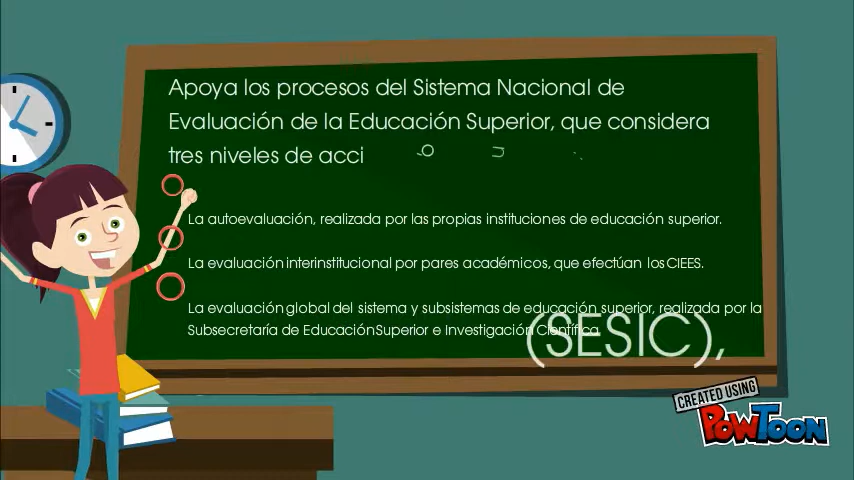 Apoya los procesos del Sistema Nacional de
Evaluación de la Educación Superior, que considera
tres niveles de acci
La autoevaluación, realizada por las propias instituciones de educación superior.
La evaluación interinstitucional por pares académicos, que efectúan los CIEES.
La evaluación global del sistema y subsistemas de educación superior, realizada por la
Subsecretaría de Educación Superior e Investigación Científica
(SESIC),
CREATED USING
POWTOON